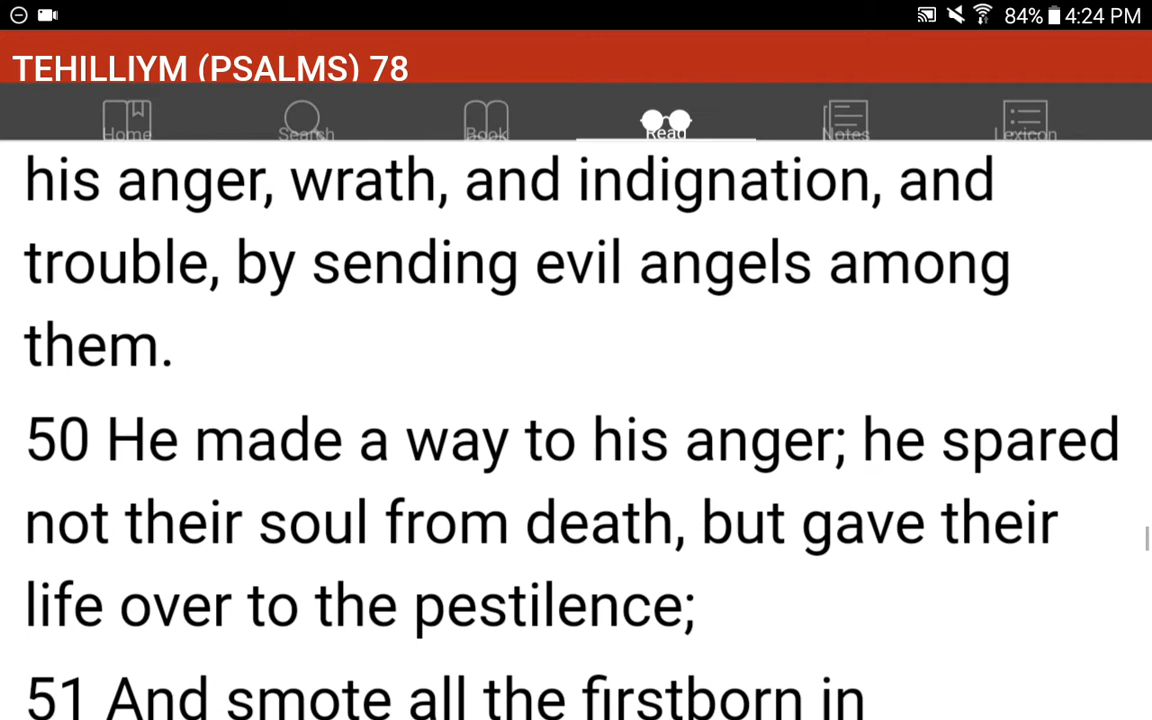 84% 4:24 PM
TEHILLIYM (PSALMS) 78
Home Search Book Read Notes Lexicon
his anger, wrath, and indignation, and
trouble, by sending evil angels among
them.
50 He made a way to his anger; he spared
not their soul from death, but gave their
life over to the pestilence;
51 And smote all the firstborn in